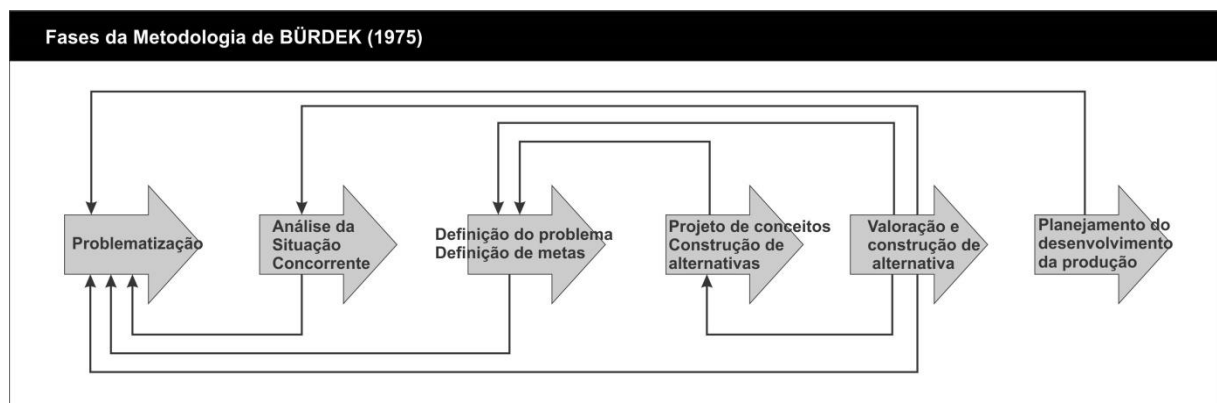 Fases da Metodologia de BÜRDEK (1975)
Problematização
Análise da
Situação
Concorrente
Definição do problema
Definição de metas
Projeto de conceitos
Construção de
alternativas
Valoração e
construção de
alternativa
Planejamento do
desenvolvimento
da produção